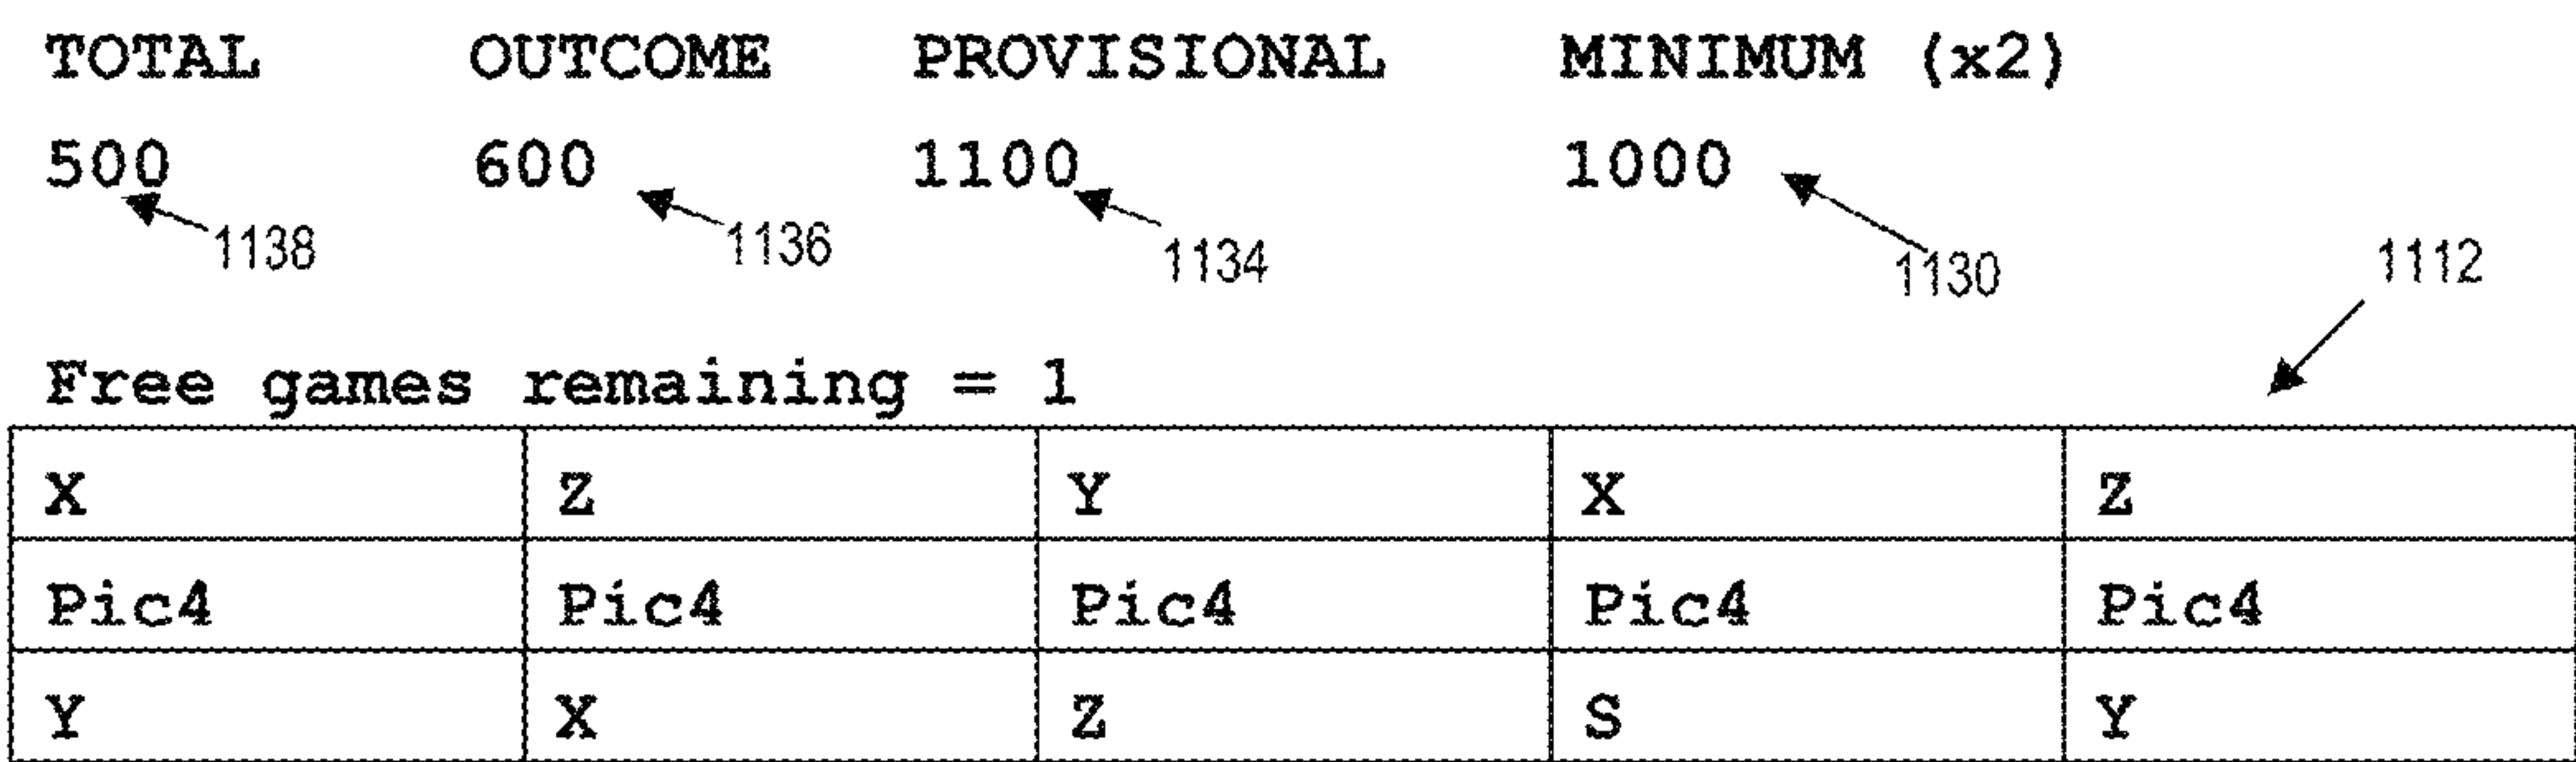 TOTAL OUTCOME PROVISIONAL MINIMUM (x2)
500 600 1100 1000
1138 1136 1134 1130 1112
Free games remaining = 1
X Z Y X Z
Pic4 Pic4 Pic4 Pic4 Pic4
Y X Z S Y